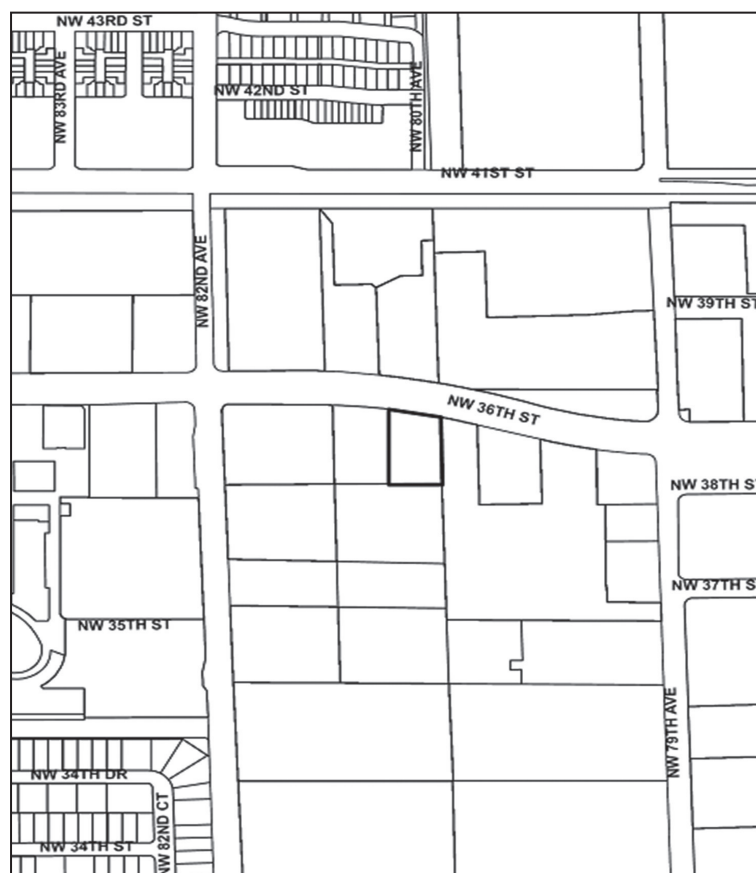 NW 43RD ST
NW 83RD AVE
NW 42ND ST
NW 80TH AVE
NW 41ST ST
NW 82ND AVE
NW 39TH ST
NW 36TH ST
NW 38TH S
NW 37TH S
NW 35TH ST
NW 79TH AVE
NW 34TH DR
NW 82ND CT
NW 34TH ST